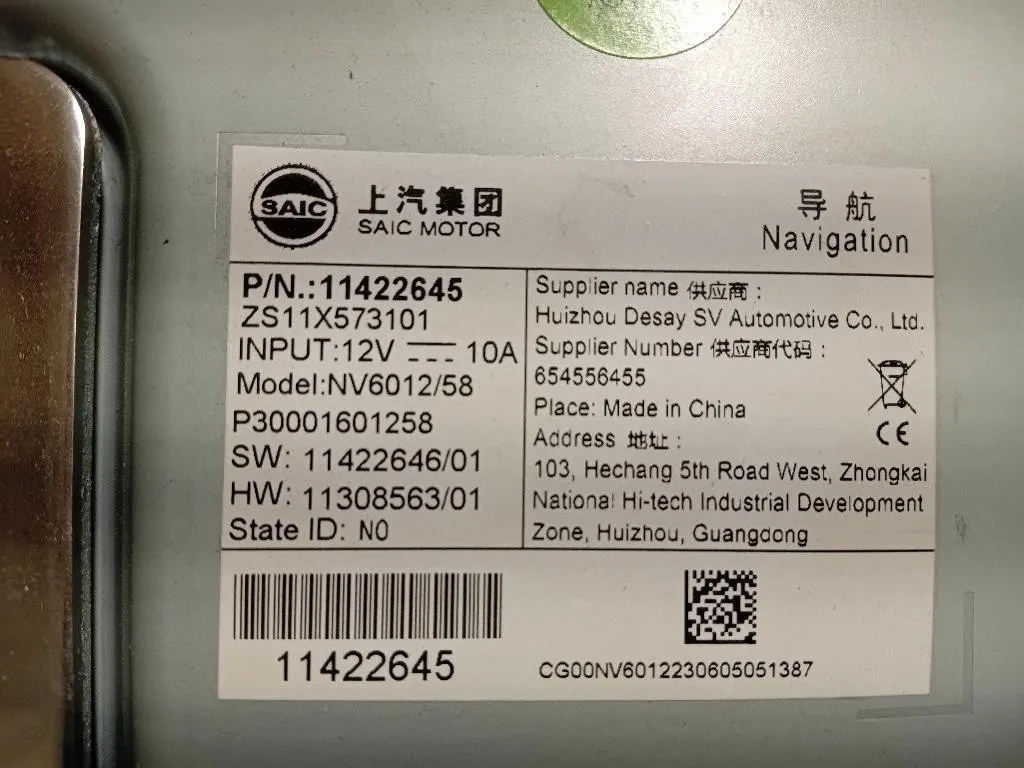 SAIC
上汽集团
SAIC MOTOR
导航
Navigation
P/N.:11422645
ZS11X573101
INPUT:12V ⎓ 10A
Model:NV6012/58
P30001601258
SW: 11422646/01
HW: 11308563/01
State ID: N0
Supplier name 供应商：
Huizhou Desay SV Automotive Co., Ltd.
Supplier Number 供应商代码：
654556455
Place: Made in China
Address 地址：
103, Hechang 5th Road West, Zhongkai
National Hi-tech Industrial Development
Zone, Huizhou, Guangdong
CE
11422645
CG00NV6012230605051387